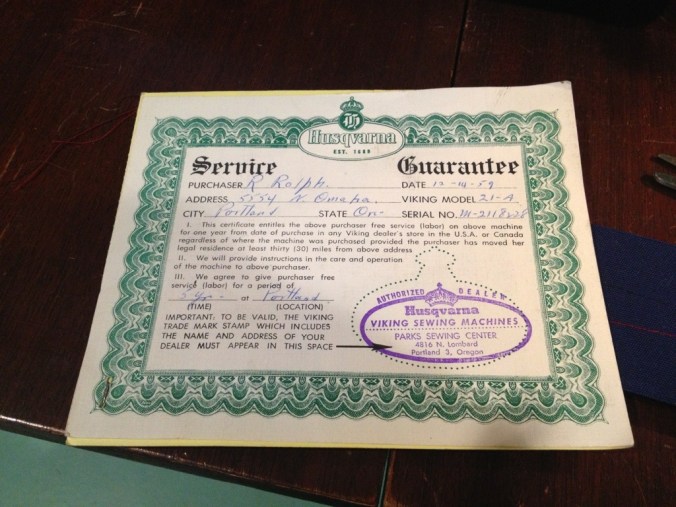 Husqvarna
EST. 1689
Service Guarantee
PURCHASER R Ralph. DATE 12-14-59
ADDRESS 5554 N. Omaha. VIKING MODEL 21-A.
CITY Portland STATE Ore- SERIAL NO.
I. This certificate entitles the above purchaser free service (labor) on above machine
for one year from date of purchase in any Viking dealer's store in the U.S.A. or Canada
regardless of where the machine was purchased provided the purchaser has moved her
legal residence at least thirty (30) miles from above address
II. We will provide instructions in the care and operation
of the machine to above purchaser.
III. We agree to give purchaser free
service (labor) for a period of
5 Yr- at Portland
(TIME) (LOCATION)
IMPORTANT: TO BE VALID, THE VIKING
TRADE MARK STAMP WHICH INCLUDES
THE NAME AND ADDRESS OF YOUR
DEALER MUST APPEAR IN THIS SPACE
AUTHORIZED DEALER
Husqvarna
VIKING SEWING MACHINES
PARKS SEWING CENTER
4816 N. Lombard
Portland 3, Oregon